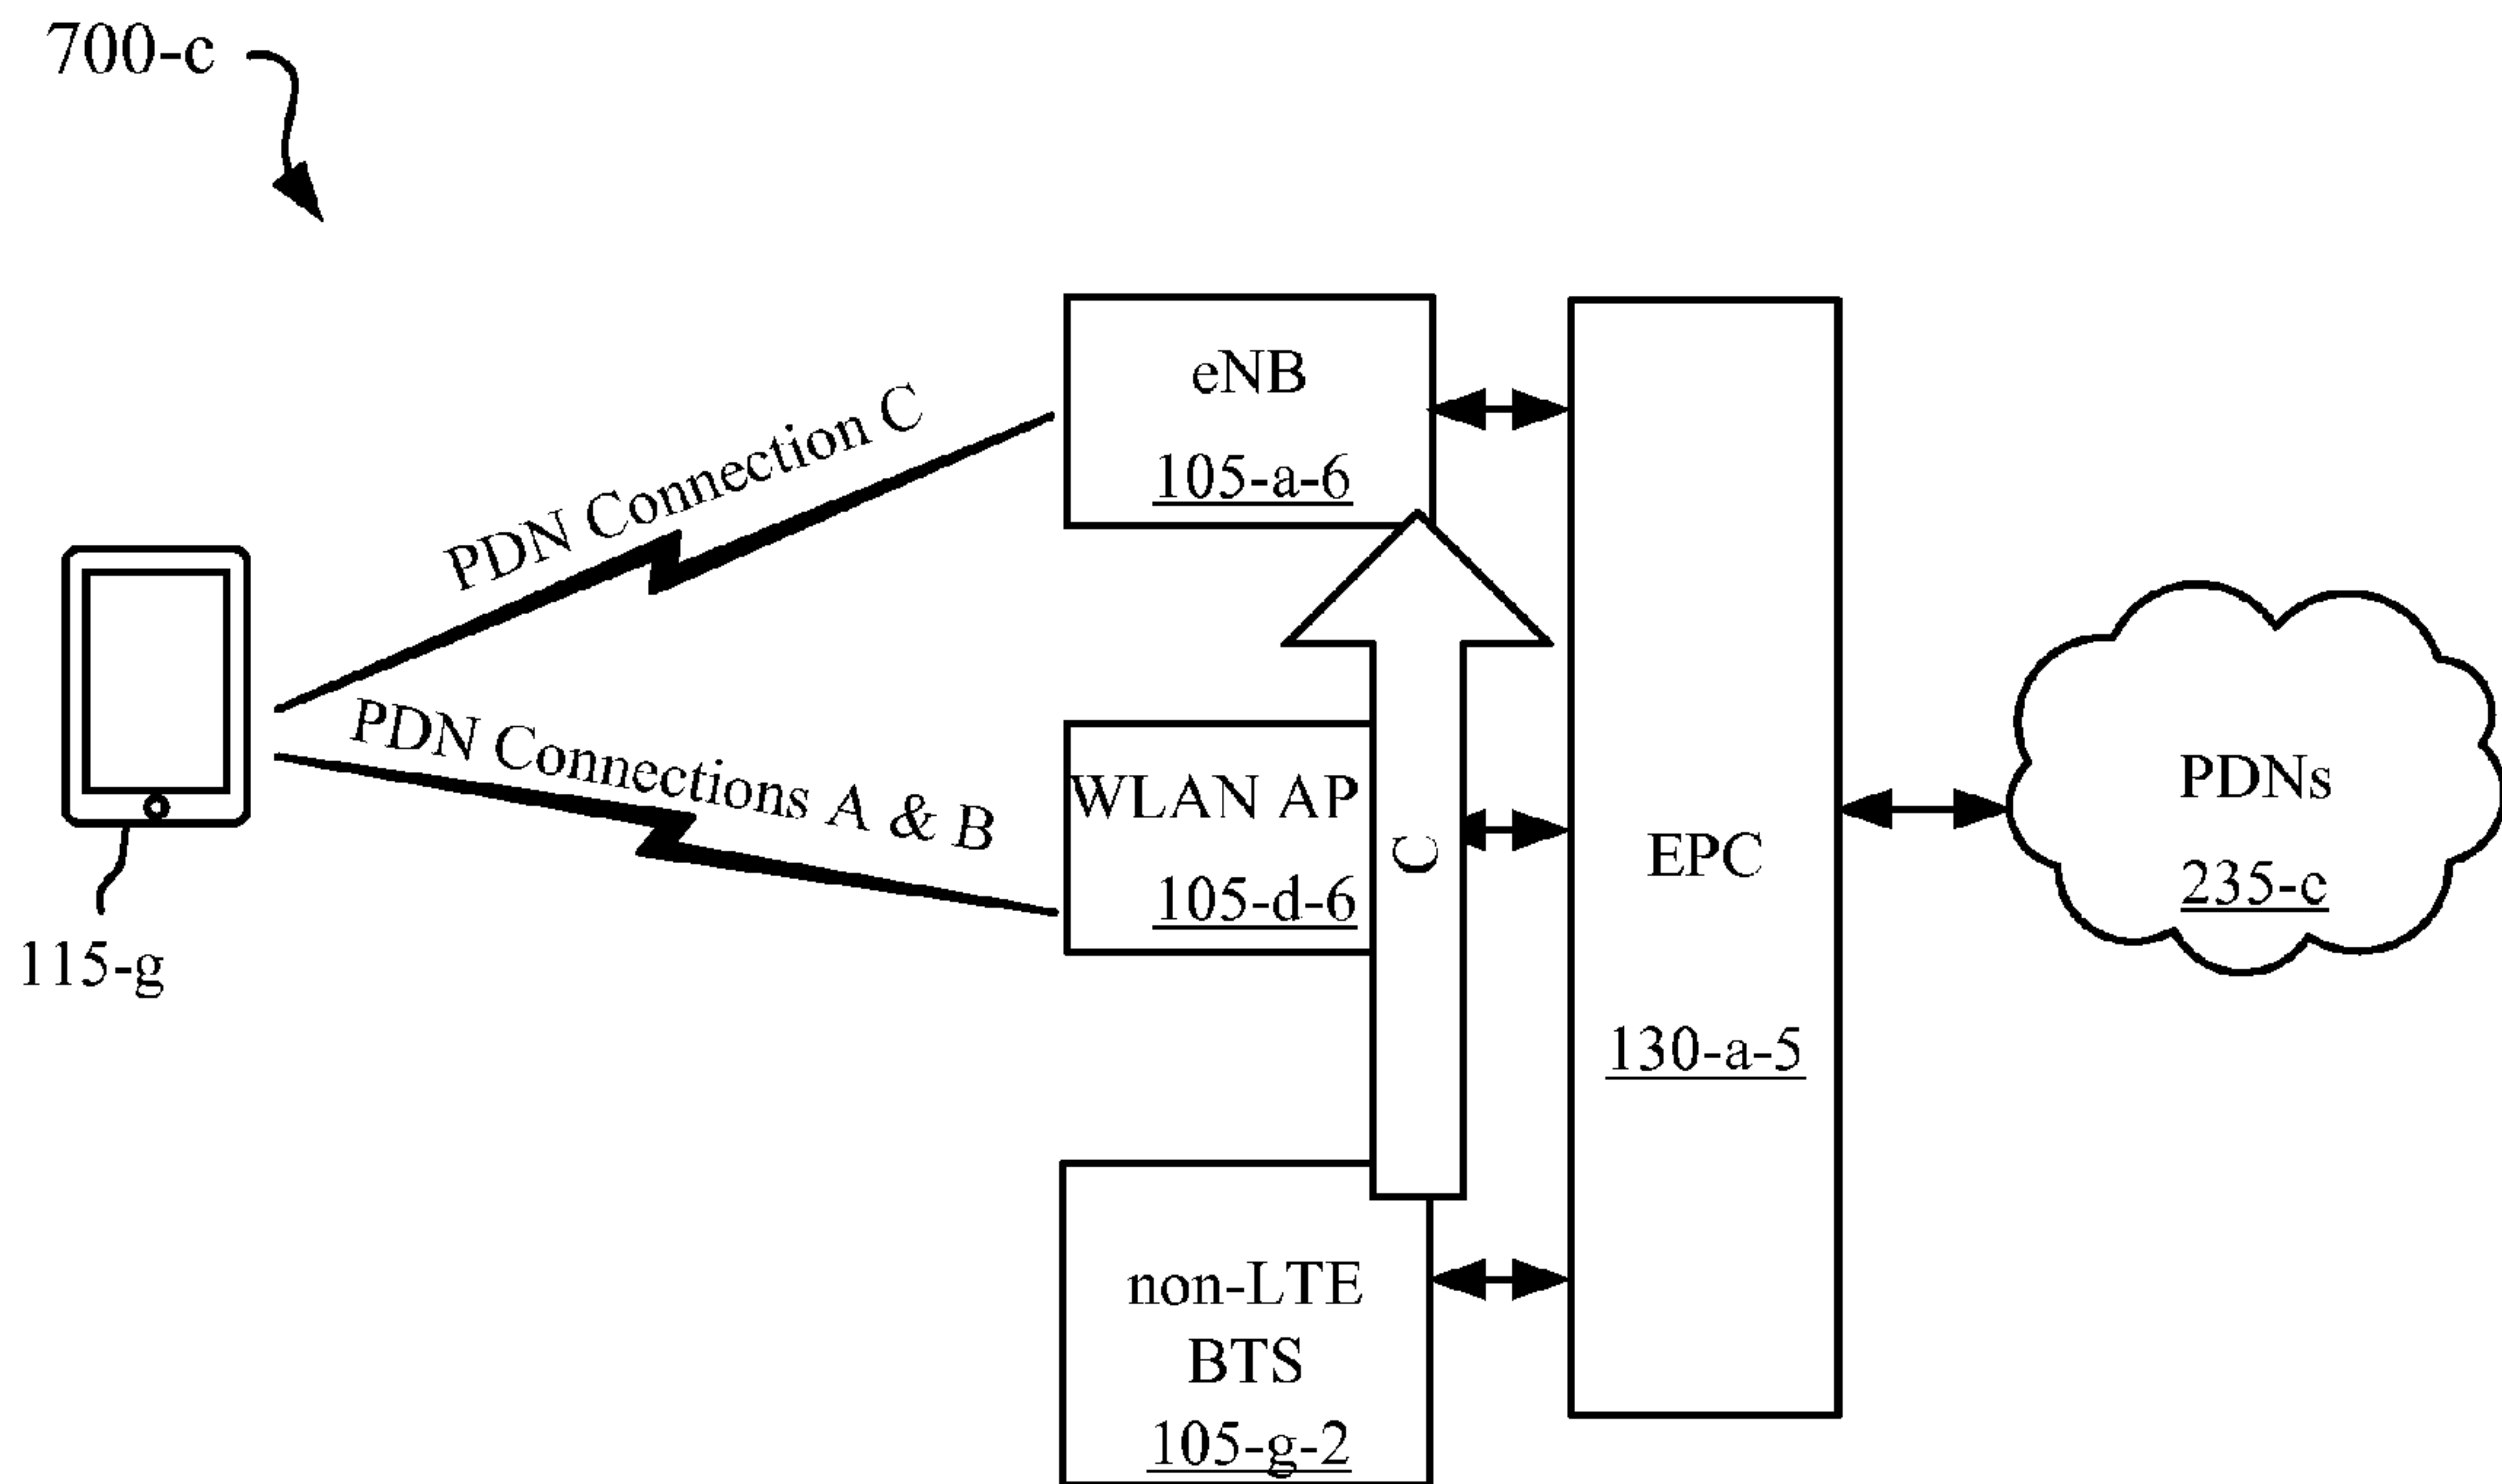 700-c
PDN Connection C
PDN Connections A & B
115-g
eNB
105-a-6
WLAN AP
105-d-6
C
non-LTE
BTS
105-g-2
EPC
130-a-5
PDNs
235-c